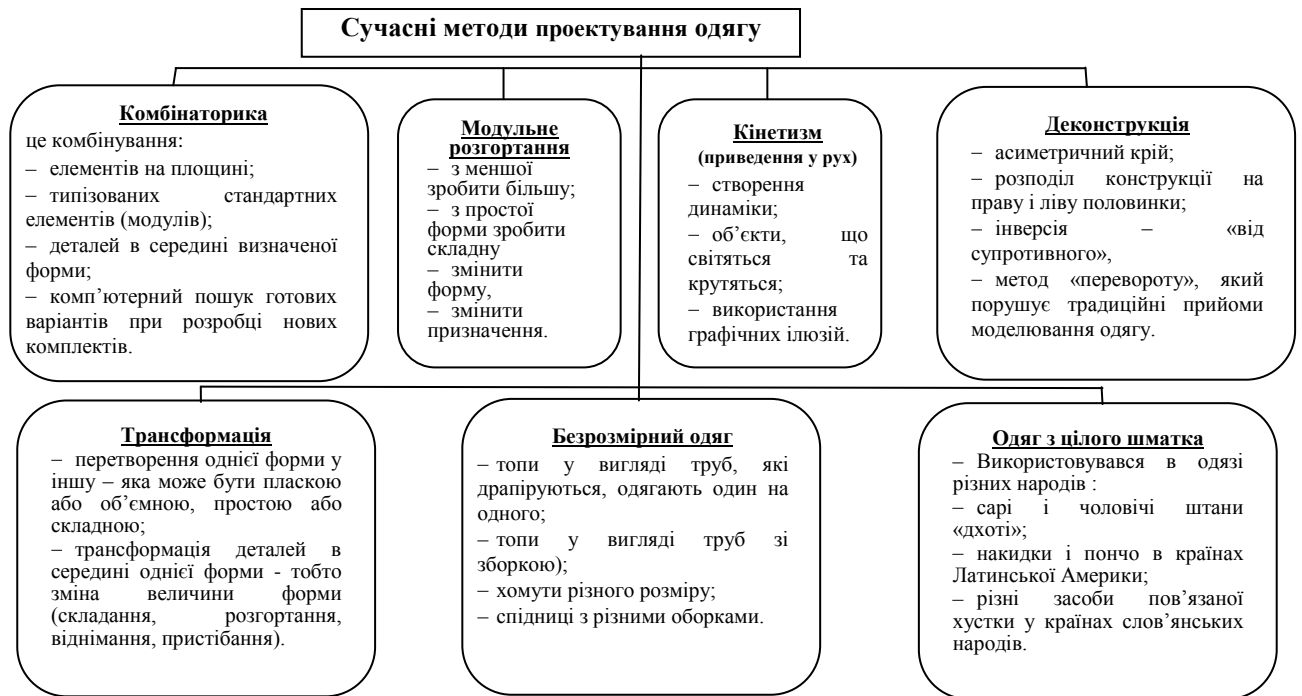 Сучасні методи проектування одягу
Комбінаторика
це комбінування:
– елементів на площині;
– типізованих стандартних
елементів (модулів);
– деталей в середині визначеної
форми;
– комп’ютерний пошук готових
варіантів при розробці нових
комплектів.
Модульне
розгортання
– з меншої
зробити більшу;
– з простої
форми зробити
складну
– змінити
форму,
– змінити
призначення.
Кінетизм
(приведення у рух)
– створення
динаміки;
– об’єкти, що
світяться та
крутяться;
– використання
графічних ілюзій.
Деконструкція
– асиметричний крій;
– розподіл конструкції на
праву і ліву половинки;
– інверсія – «від
супротивного»,
– метод «перевороту», який
порушує традиційні прийоми
моделювання одягу.
Трансформація
– перетворення однієї форми у
іншу – яка може бути пласкою
або об’ємною, простою або
складною;
– трансформація деталей в
середині однієї форми - тобто
зміна величини форми
(складання, розгортання,
віднімання, пристібання).
Безрозмірний одяг
– топи у вигляді труб, які
драпіруються, одягають один на
одного;
– топи у вигляді труб зі
зборкою);
– хомути різного розміру;
– спідниці з різними оборками.
Одяг з цілого шматка
– Використовувався в одязі
різних народів :
– сарі і чоловічі штани
«дхоті»;
– накидки і пончо в країнах
Латинської Америки;
– різні засоби пов’язаної
хустки у країнах слов’янських
народів.